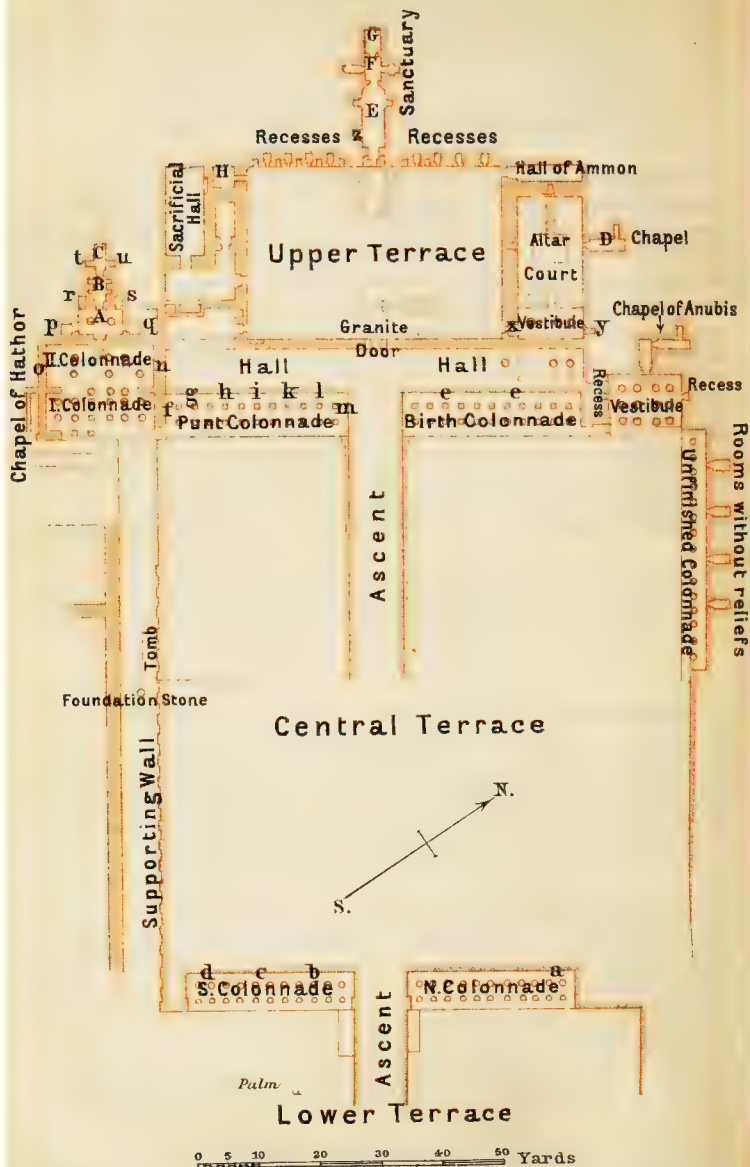 G
F
Sanctuary
E
z
Recesses Recesses
H
Hall of Ammon
Sacrificial Hall
Upper Terrace
Altar Court
D Chapel
t C u
B
r s
A
p q
Chapel of Anubis
Granite Door
x Vestibule y
Chapel of Hathor
o II.Colonnade n
Hall Hall
Recess Vestibule Recess
I.Colonnade
f g h i k l m
Punt Colonnade
e e
Birth Colonnade
Unfinished Colonnade
Rooms without reliefs
Ascent
Tomb
Foundation Stone
Central Terrace
Supporting Wall
N.
S.
d c b
S.Colonnade
a
N.Colonnade
Ascent
Palm
Lower Terrace
0 5 10 20 30 40 50 Yards